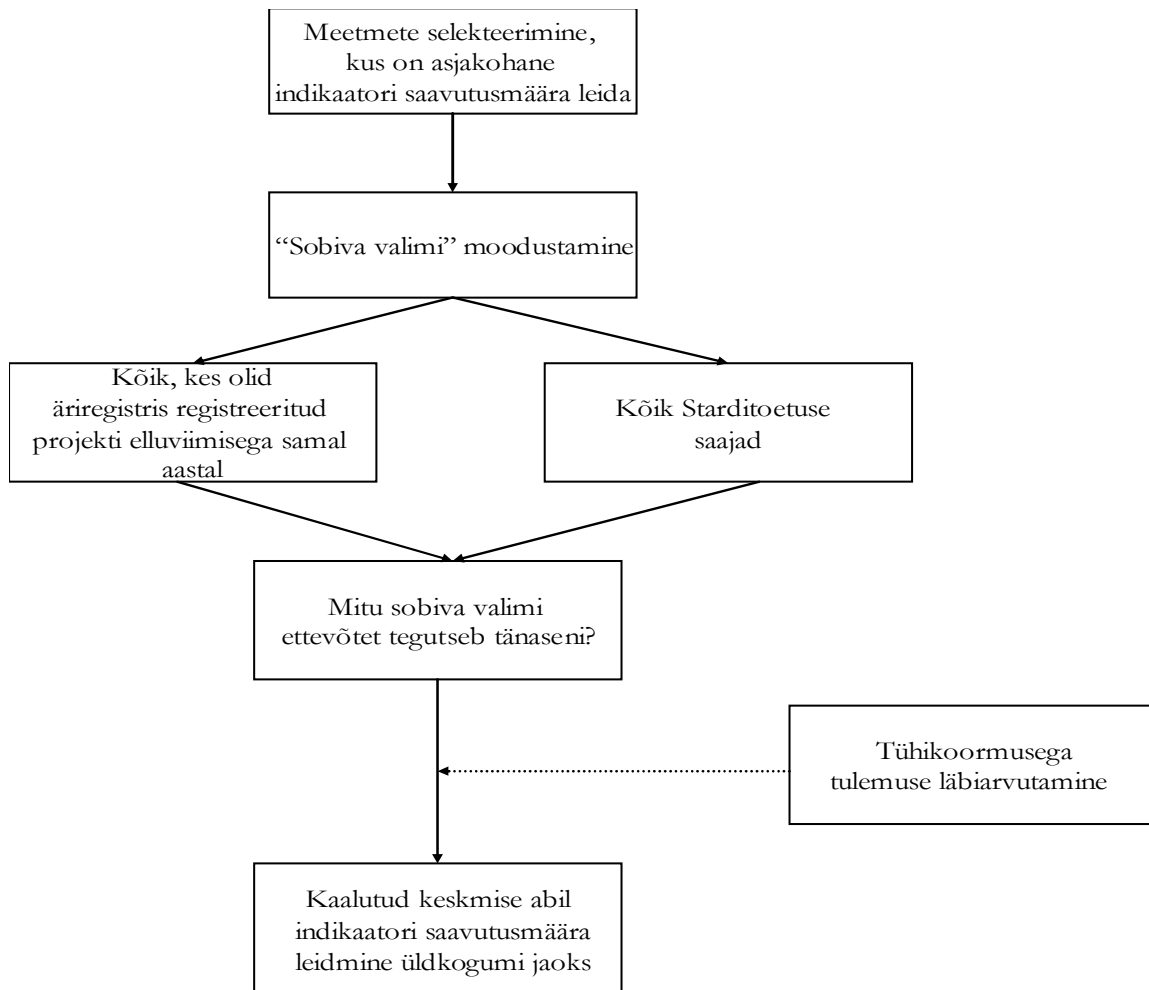 Meetmete selekteerimine,
kus on asjakohane
indikaatori saavutusmäära leida
“Sobiva valimi” moodustamine
Kõik, kes olid
äriregistris registreeritud
projekti elluviimisega samal
aastal
Kõik Starditoetuse
saajad
Mitu sobiva valimi
ettevõtet tegutseb tänaseni?
Tühikoormusega
tulemuse läbiarvutamine
Kaalutud keskmise abil
indikaatori saavutusmäära
leidmine üldkogumi jaoks